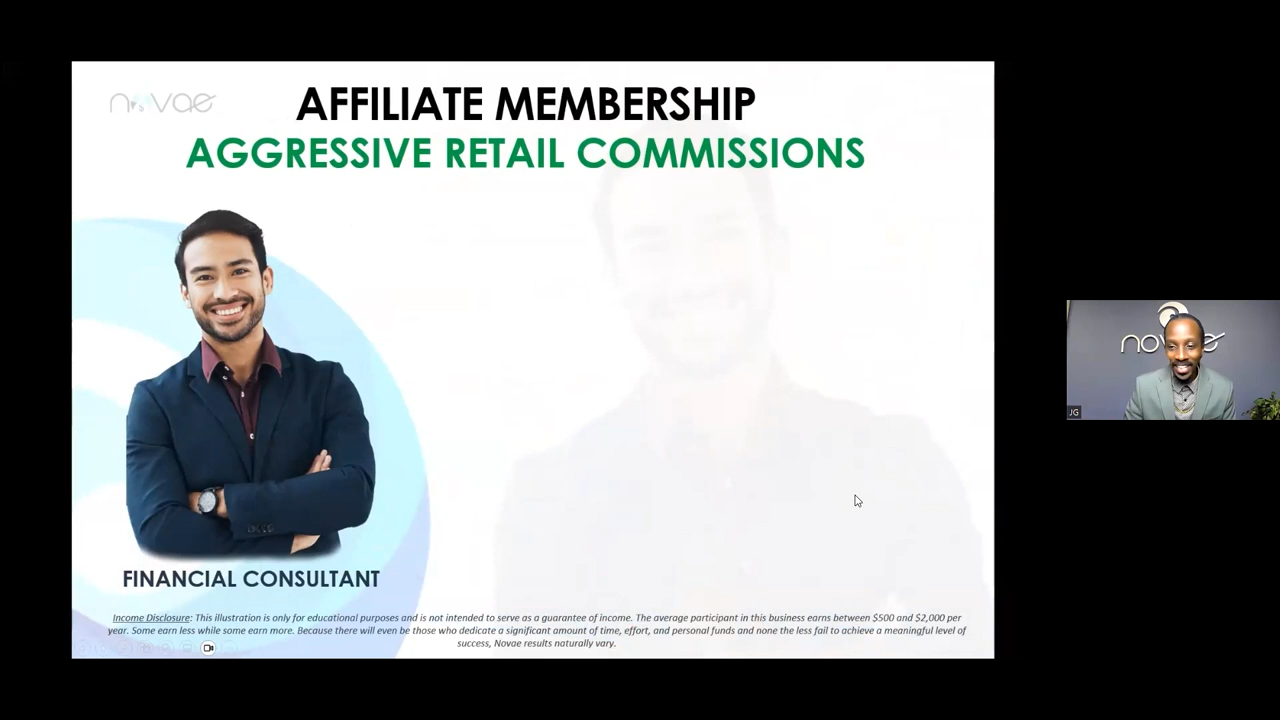 novae
AFFILIATE MEMBERSHIP
AGGRESSIVE RETAIL COMMISSIONS
FINANCIAL CONSULTANT
Income Disclosure: This illustration is only for educational purposes and is not intended to serve as a guarantee of income. The average participant in this business earns between $500 and $2,000 per
year. Some earn less while some earn more. Because there will even be those who dedicate a significant amount of time, effort, and personal funds and none the less fail to achieve a meaningful level of
success, Novae results naturally vary.
novae
JG